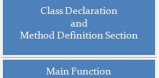 Class Declaration
and
Method Definition Section
Main Function